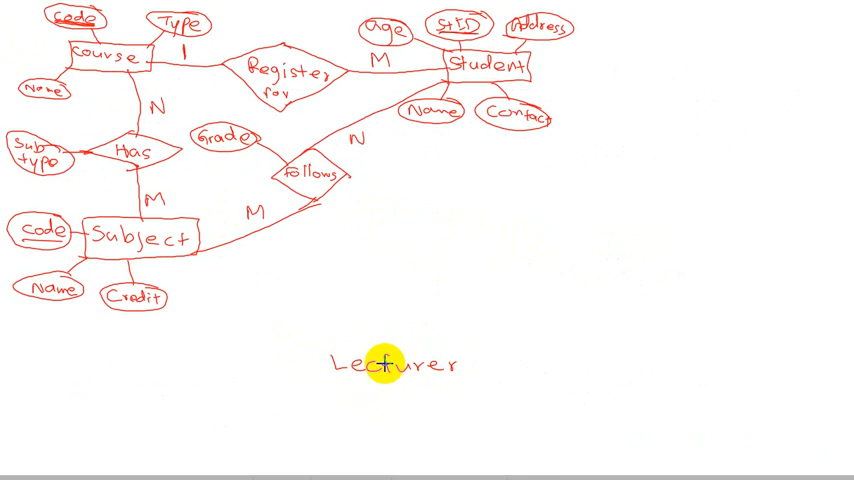 code
Type
age
StID
Address
Course
1
Register
for
M
Student
Name
N
Name
Contact
Sub
type
Has
Grade
N
follows
M
M
code
Subject
Name
Credit
Lecturer